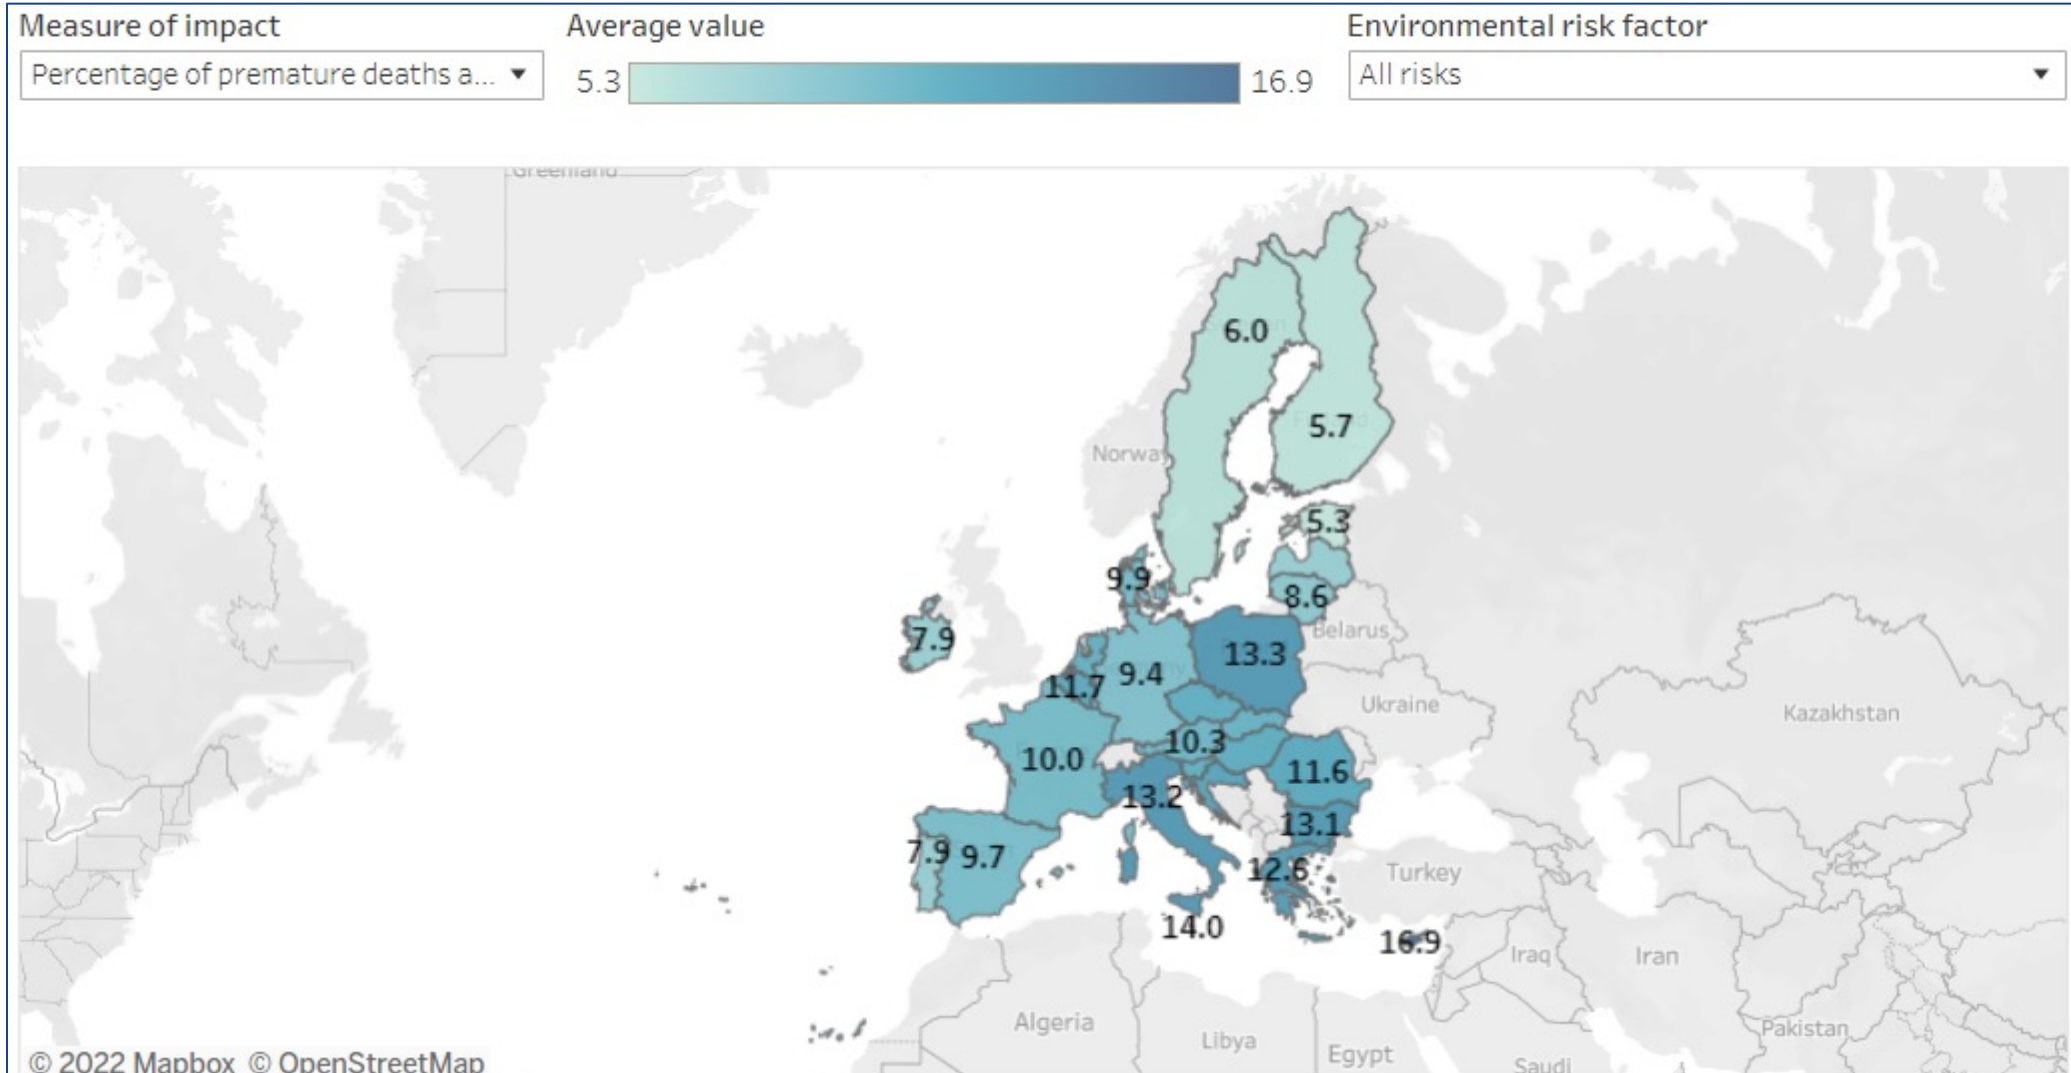 Measure of impact
Average value
Environmental risk factor
Percentage of premature deaths a...
5.3
16.9
All risks
Greenland
6.0
5.7
Norway
5.3
9.9
8.6
7.9
Belarus
13.3
9.4
11.7
Ukraine
Kazakhstan
10.3
10.0
11.6
13.2
13.1
7.9
9.7
12.6
Turkey
14.0
16.9
Iraq
Iran
Algeria
Libya
Egypt
Pakistan
Saudi
© 2022 Mapbox © OpenStreetMap